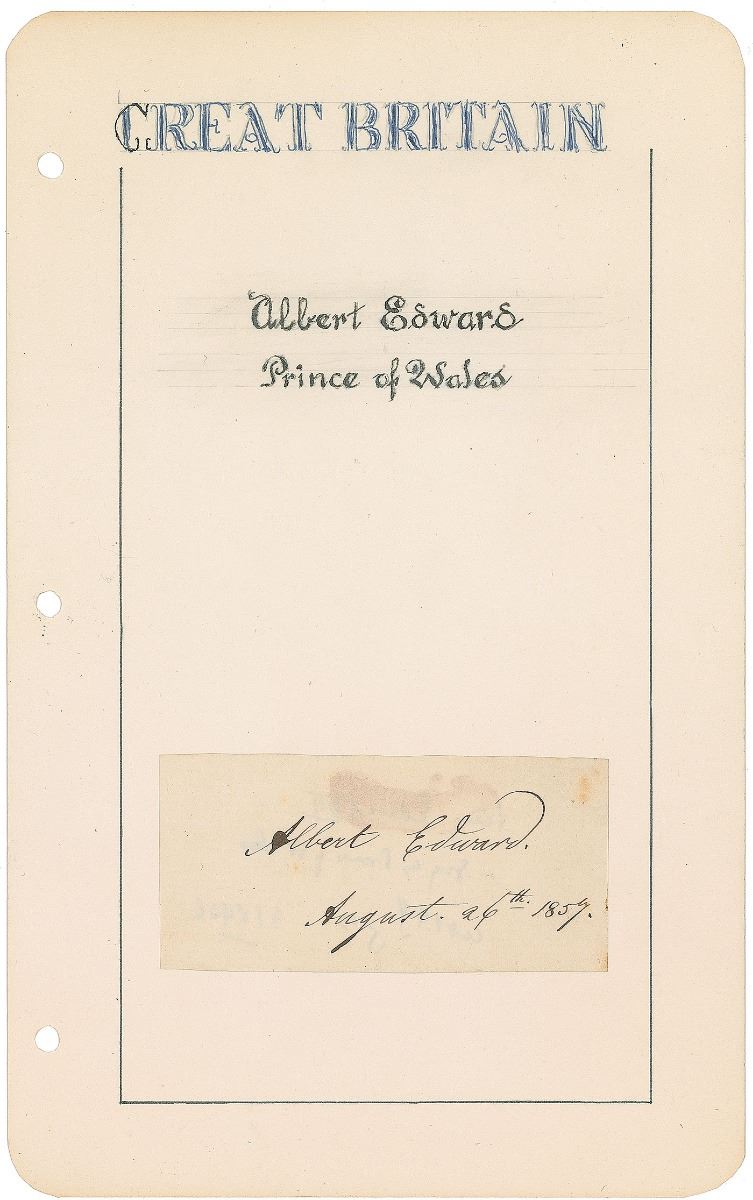 GREAT BRITAIN
Albert Edward
Prince of Wales
Albert Edward.
August. 26th. 1857.